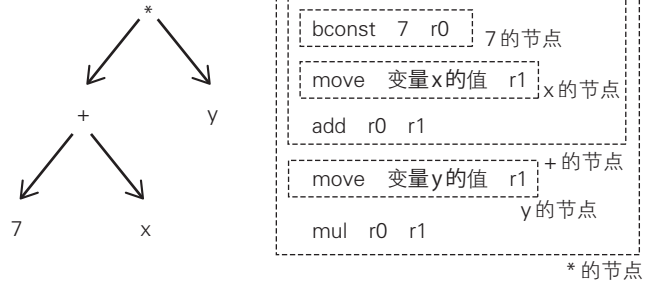 *
+
y
7
x
bconst 7 r0
7的节点
move 变量x的值 r1
x的节点
add r0 r1
+的节点
move 变量y的值 r1
y的节点
mul r0 r1
*的节点